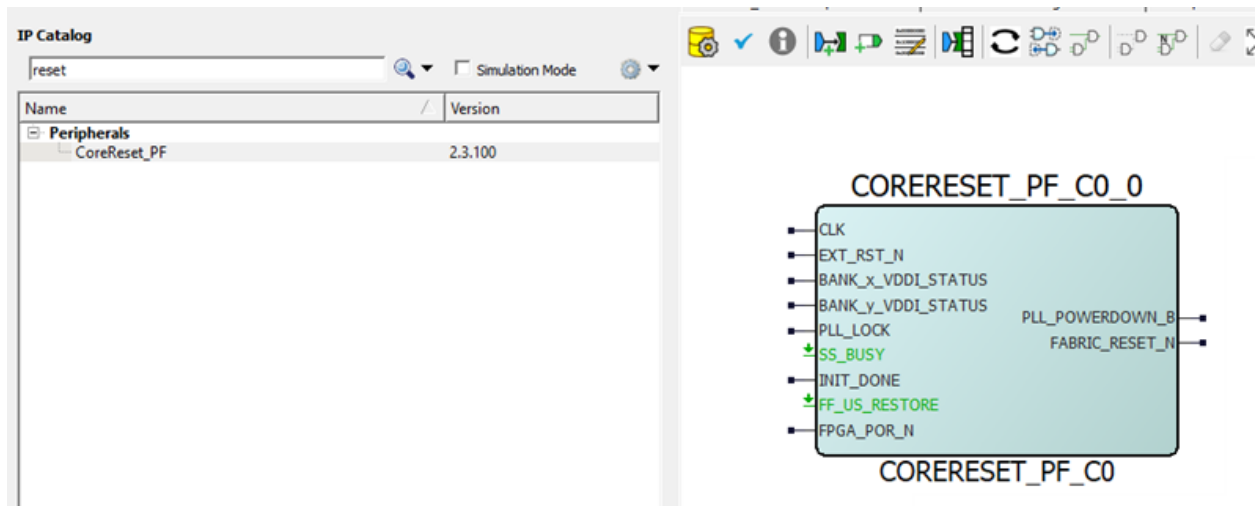 IP Catalog
reset
Simulation Mode
Name
Version
Peripherals
CoreReset_PF
2.3.100
CORERESET_PF_C0_0
CLK
EXT_RST_N
BANK_x_VDDI_STATUS
BANK_y_VDDI_STATUS
PLL_LOCK
SS_BUSY
INIT_DONE
FF_US_RESTORE
FPGA_POR_N
PLL_POWERDOWN_B
FABRIC_RESET_N
CORERESET_PF_C0